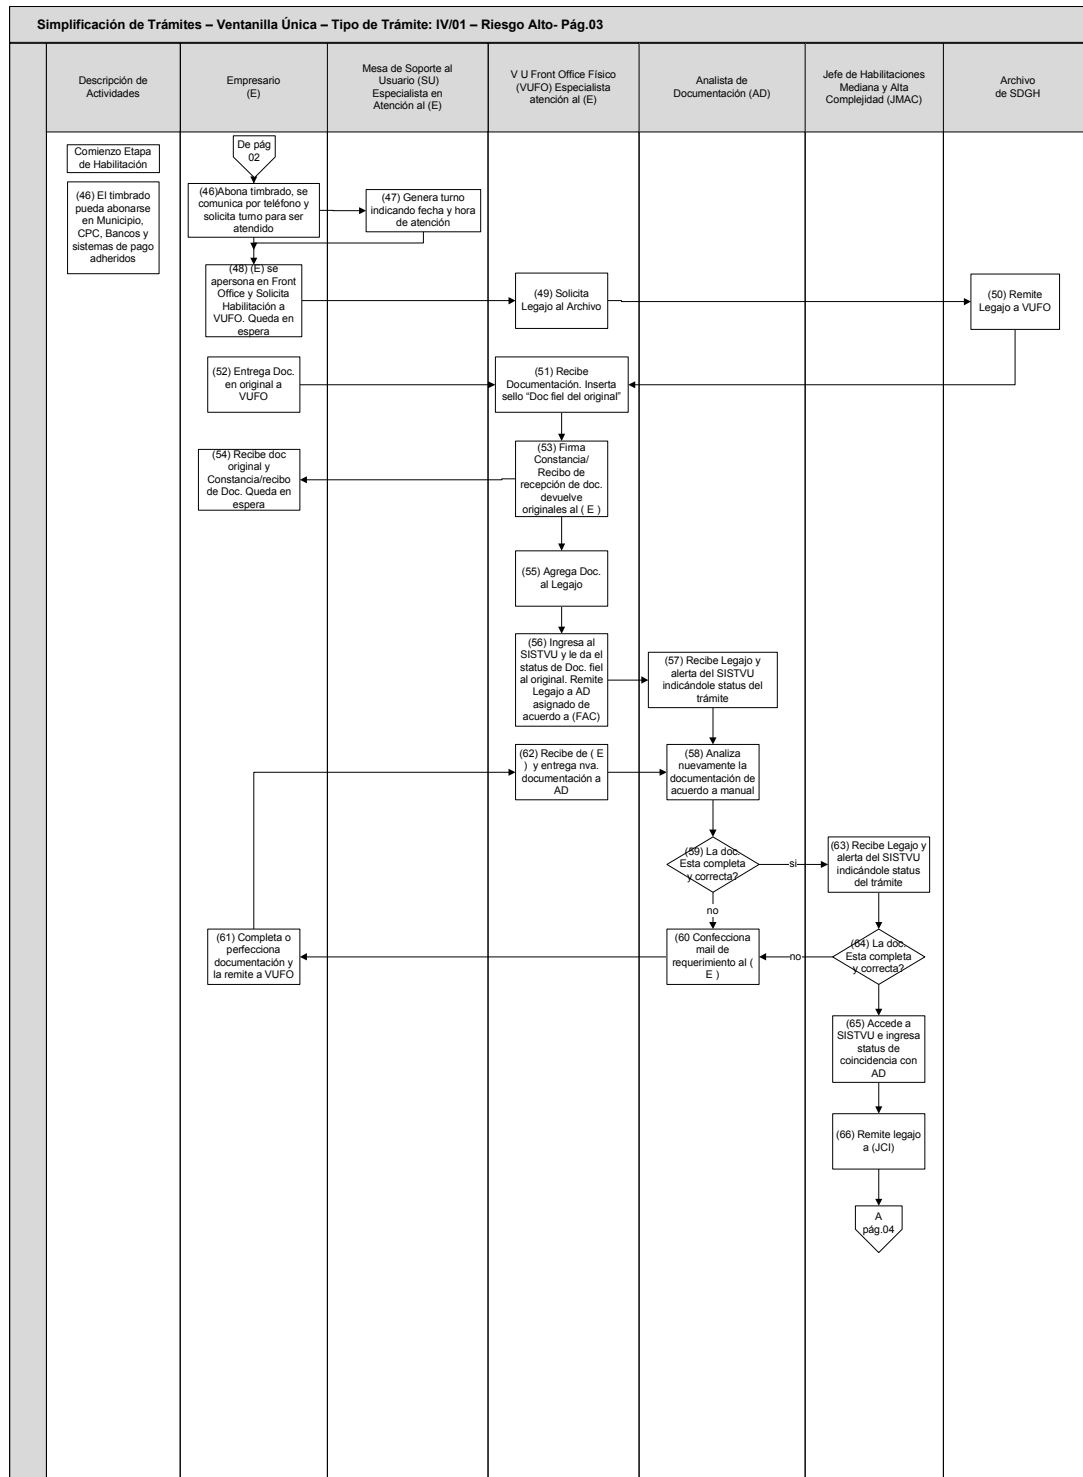 Simplificación de Trámites – Ventanilla Única – Tipo de Trámite: IV/01 – Riesgo Alto- Pág.03
Descripción de
Actividades
Empresario
(E)
Mesa de Soporte al
Usuario (SU)
Especialista en
Atención al (E)
V U Front Office Físico
(VUFO) Especialista
atención al (E)
Analista de
Documentación (AD)
Jefe de Habilitaciones
Mediana y Alta
Complejidad (JMAC)
Archivo
de SDGH
Comienzo Etapa
de Habilitación
De pág
02
(46) El timbrado
pueda abonarse
en Municipio,
CPC, Bancos y
sistemas de pago
adheridos
(46)Abona timbrado, se
comunica por teléfono y
solicita turno para ser
atendido
(47) Genera turno
indicando fecha y hora
de atención
(48) (E) se
apersona en Front
Office y Solicita
Habilitación a
VUFO. Queda en
espera
(49) Solicita
Legajo al Archivo
(50) Remite
Legajo a VUFO
(52) Entrega Doc.
en original a
VUFO
(51) Recibe
Documentación. Inserta
sello “Doc fiel del original”
(54) Recibe doc
original y
Constancia/recibo
de Doc. Queda en
espera
(53) Firma
Constancia/
Recibo de
recepción de doc.
devuelve
originales al ( E )
(55) Agrega Doc.
al Legajo
(56) Ingresa al
SISTVU y le da el
status de Doc. fiel
al original. Remite
Legajo a AD
asignado de
acuerdo a (FAC)
(57) Recibe Legajo y
alerta del SISTVU
indicándole status del
trámite
(62) Recibe de ( E
) y entrega nva.
documentación a
AD
(58) Analiza
nuevamente la
documentación de
acuerdo a manual
(59) La doc.
Esta completa
y correcta?
si
no
(63) Recibe Legajo y
alerta del SISTVU
indicándole status
del trámite
(61) Completa o
perfecciona
documentación y
la remite a VUFO
(60 Confecciona
mail de
requerimiento al (
E )
no
(64) La doc.
Esta completa
y correcta?
(65) Accede a
SISTVU e ingresa
status de
coincidencia con
AD
(66) Remite legajo
a (JCI)
A
pág.04